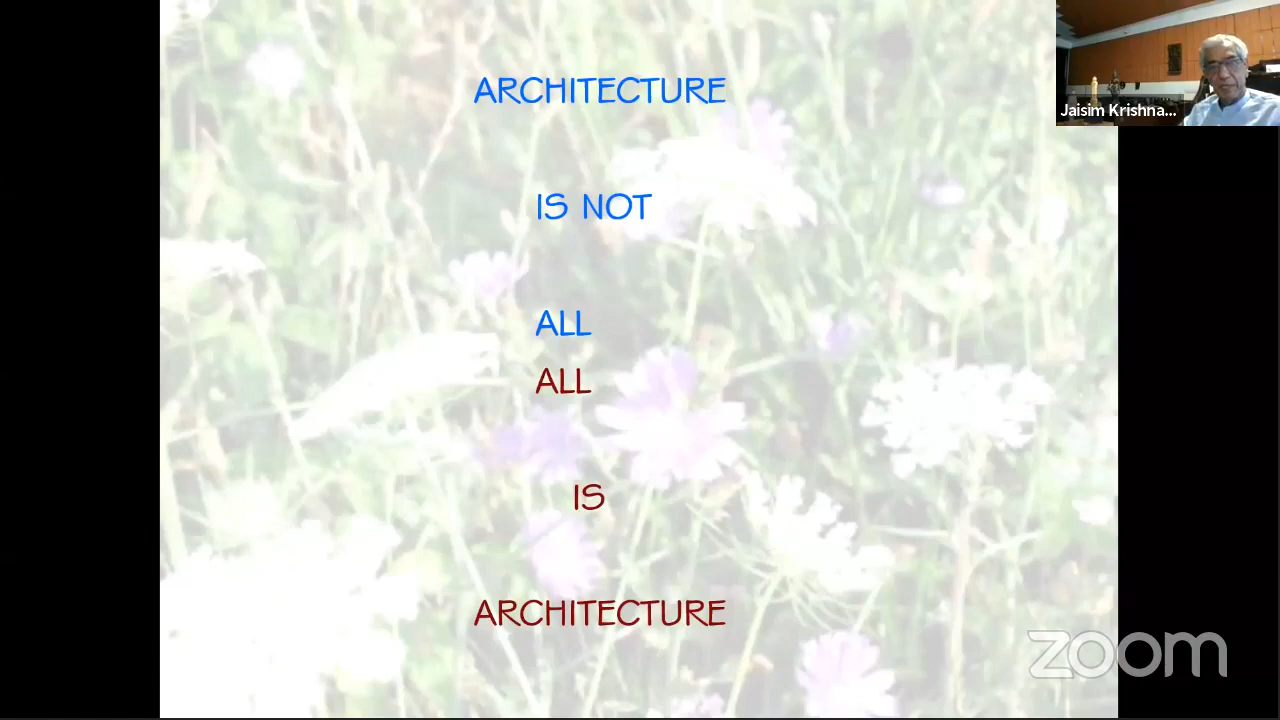 ARCHITECTURE
Jaisim Krishna...
IS NOT
ALL
ALL
IS
ARCHITECTURE
zoom